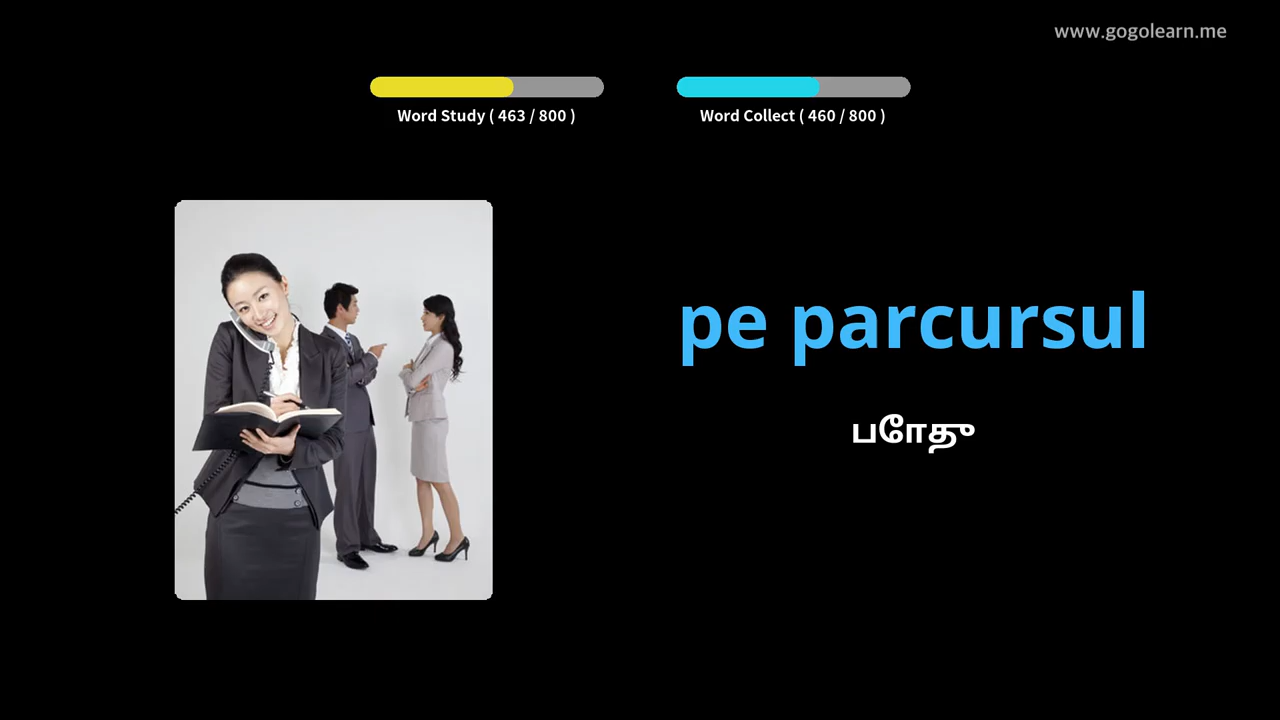 www.gogolearn.me
Word Study ( 463 / 800 )
Word Collect ( 460 / 800 )
pe parcursul
போது